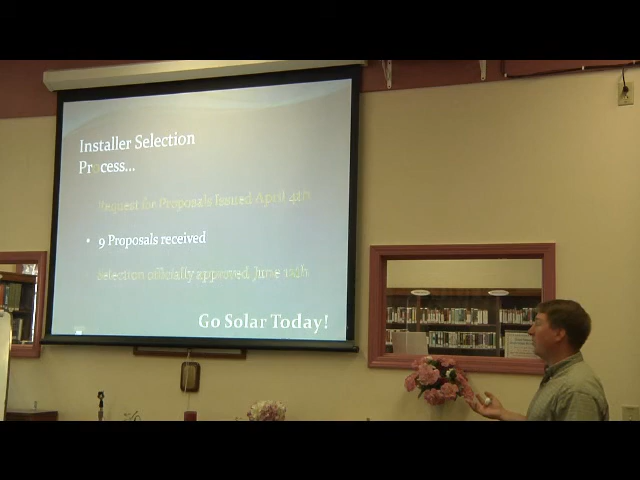 Installer Selection
Process...
Request for Proposals Issued April 4th
• 9 Proposals received
Selection officially approved, June
Go Solar Today!